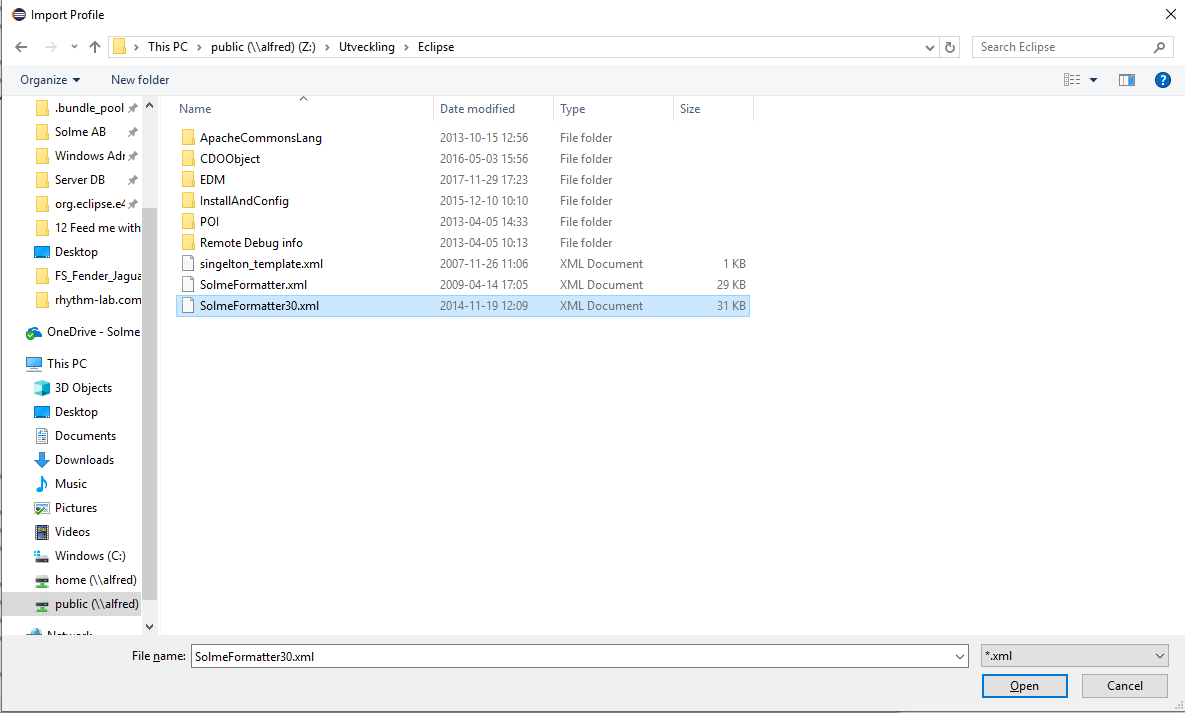 Import Profile
This PC > public (\\alfred) (Z:) > Utveckling > Eclipse
Search Eclipse
Organize
New folder
.bundle_pool
Solme AB
Windows Adr
Server DB
org.eclipse.e4
12 Feed me with
Desktop
FS_Fender_Jagua
rhythm-lab.com
OneDrive - Solme
This PC
3D Objects
Desktop
Documents
Downloads
Music
Pictures
Videos
Windows (C:)
home (\\alfred)
public (\\alfred)
Network
Name Date modified Type Size
ApacheCommonsLang 2013-10-15 12:56 File folder
CDOObject 2016-05-03 15:56 File folder
EDM 2017-11-29 17:23 File folder
InstallAndConfig 2015-12-10 10:10 File folder
POI 2013-04-05 14:33 File folder
Remote Debug info 2013-04-05 10:13 File folder
singelton_template.xml 2007-11-26 11:06 XML Document 1 KB
SolmeFormatter.xml 2009-04-14 17:05 XML Document 29 KB
SolmeFormatter30.xml 2014-11-19 12:09 XML Document 31 KB
File name: SolmeFormatter30.xml
*.xml
Open
Cancel